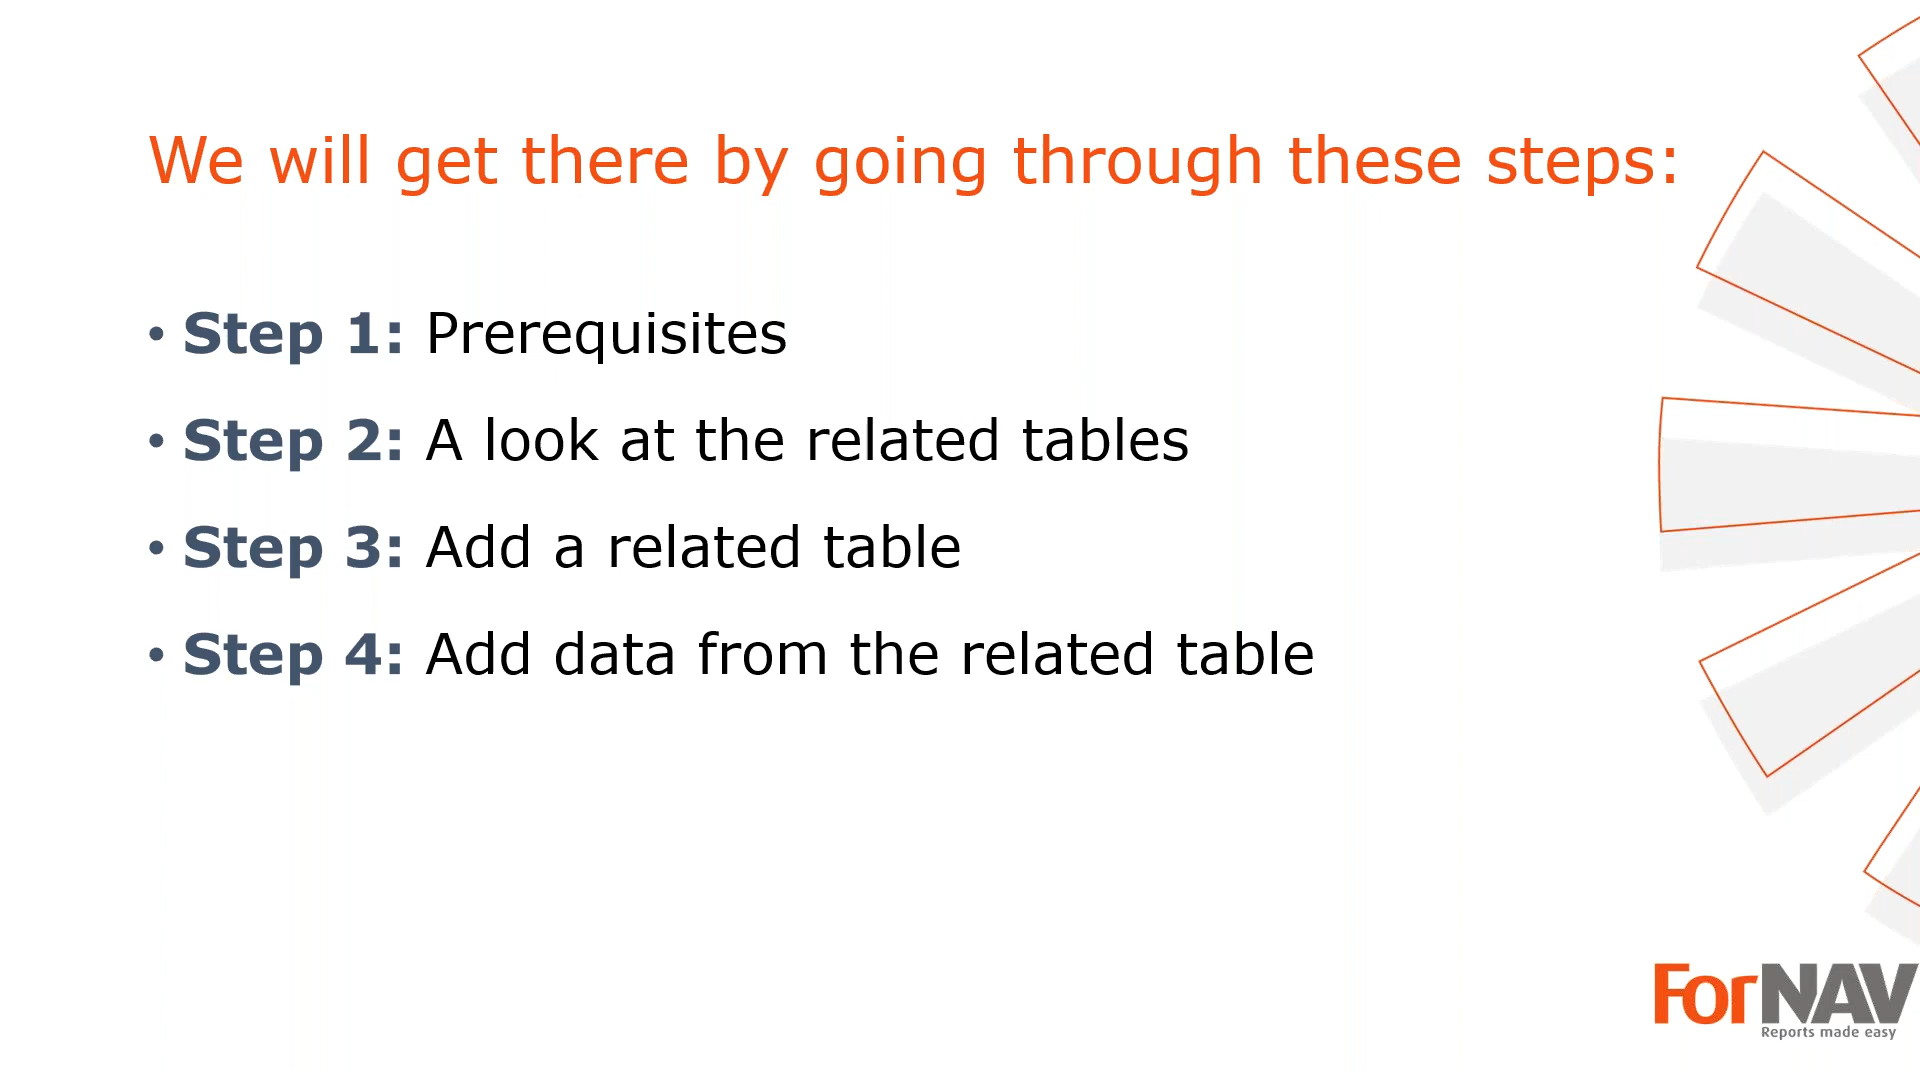 We will get there by going through these steps:
• Step 1: Prerequisites
• Step 2: A look at the related tables
• Step 3: Add a related table
• Step 4: Add data from the related table
ForNAV
Reports made easy